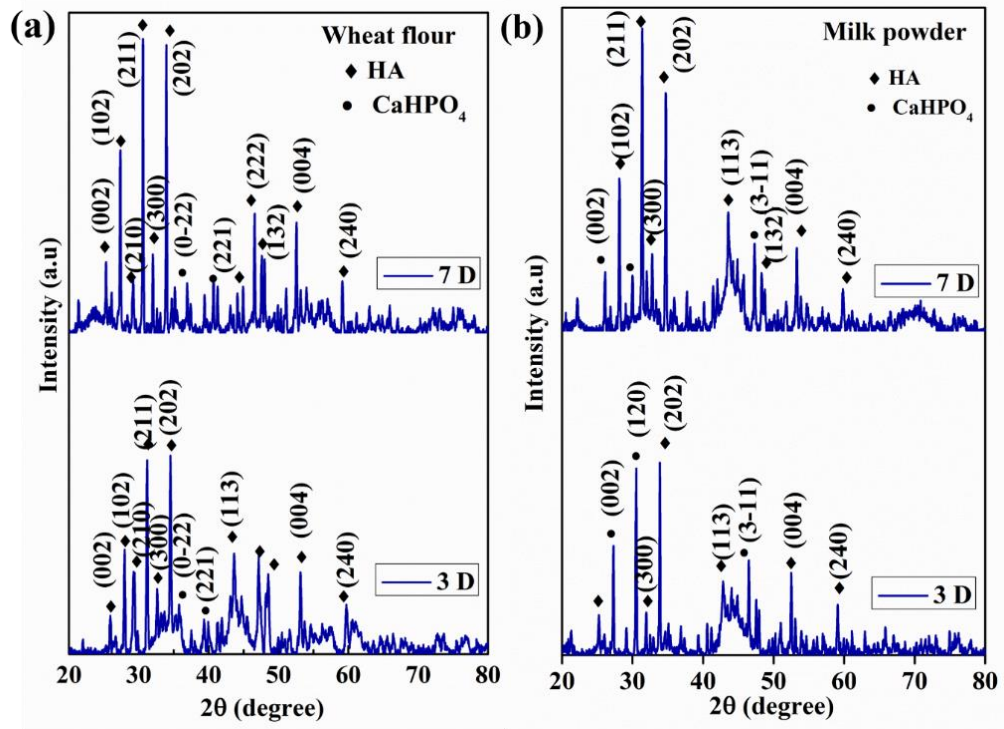 (a)
Wheat flour
♦ HA
● CaHPO₄
(002)
(102)
(210)
(211)
(300)
(202)
(0-22)
(221)
(222)
(132)
(004)
(240)
7 D
(002)
(102)
(210)
(211)
(300)
(202)
(0-22)
(221)
(113)
(004)
(240)
3 D
Intensity (a.u)
20 30 40 50 60 70 80
2θ (degree)
(b)
Milk powder
♦ HA
● CaHPO₄
(002)
(102)
(211)
(300)
(202)
(113)
(3-11)
(132)
(004)
(240)
7 D
(002)
(120)
(300)
(202)
(113)
(3-11)
(004)
(240)
3 D
Intensity (a.u)
20 30 40 50 60 70 80
2θ (degree)